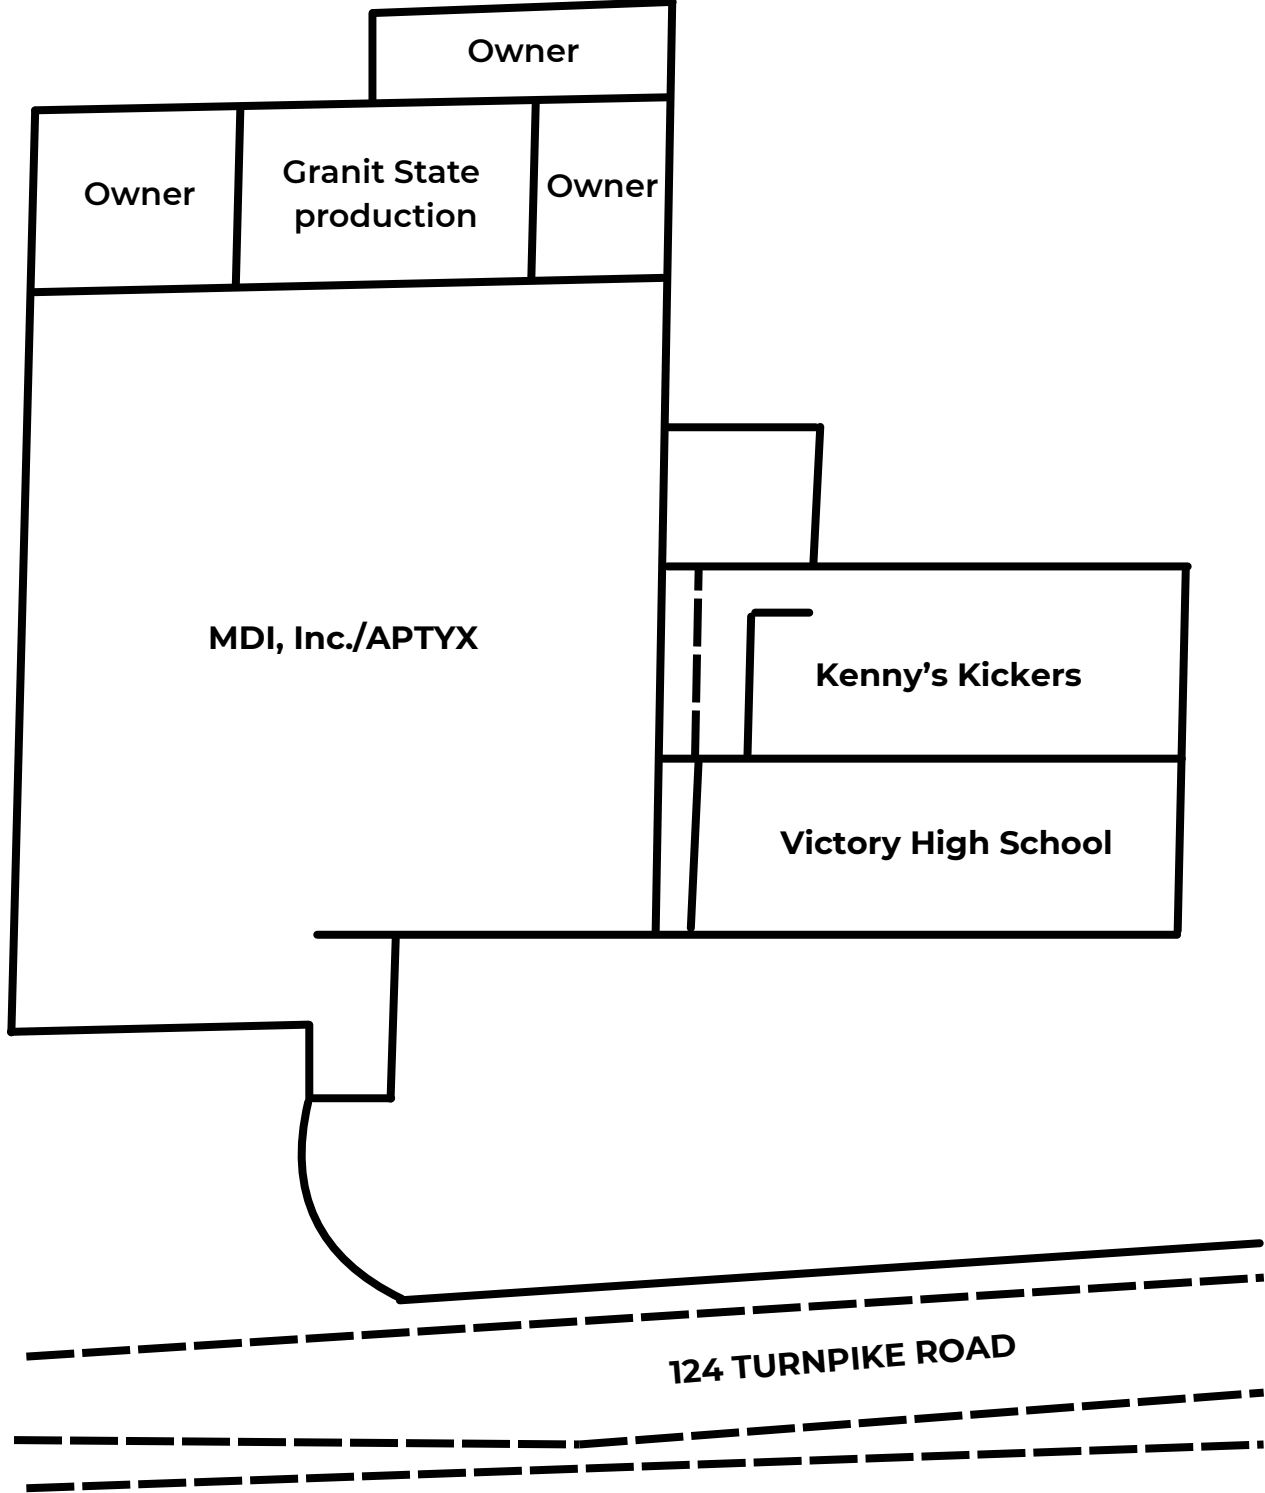 Owner
Owner
Granit State
production
Owner
MDI, Inc./APTYX
Kenny’s Kickers
Victory High School
124 TURNPIKE ROAD